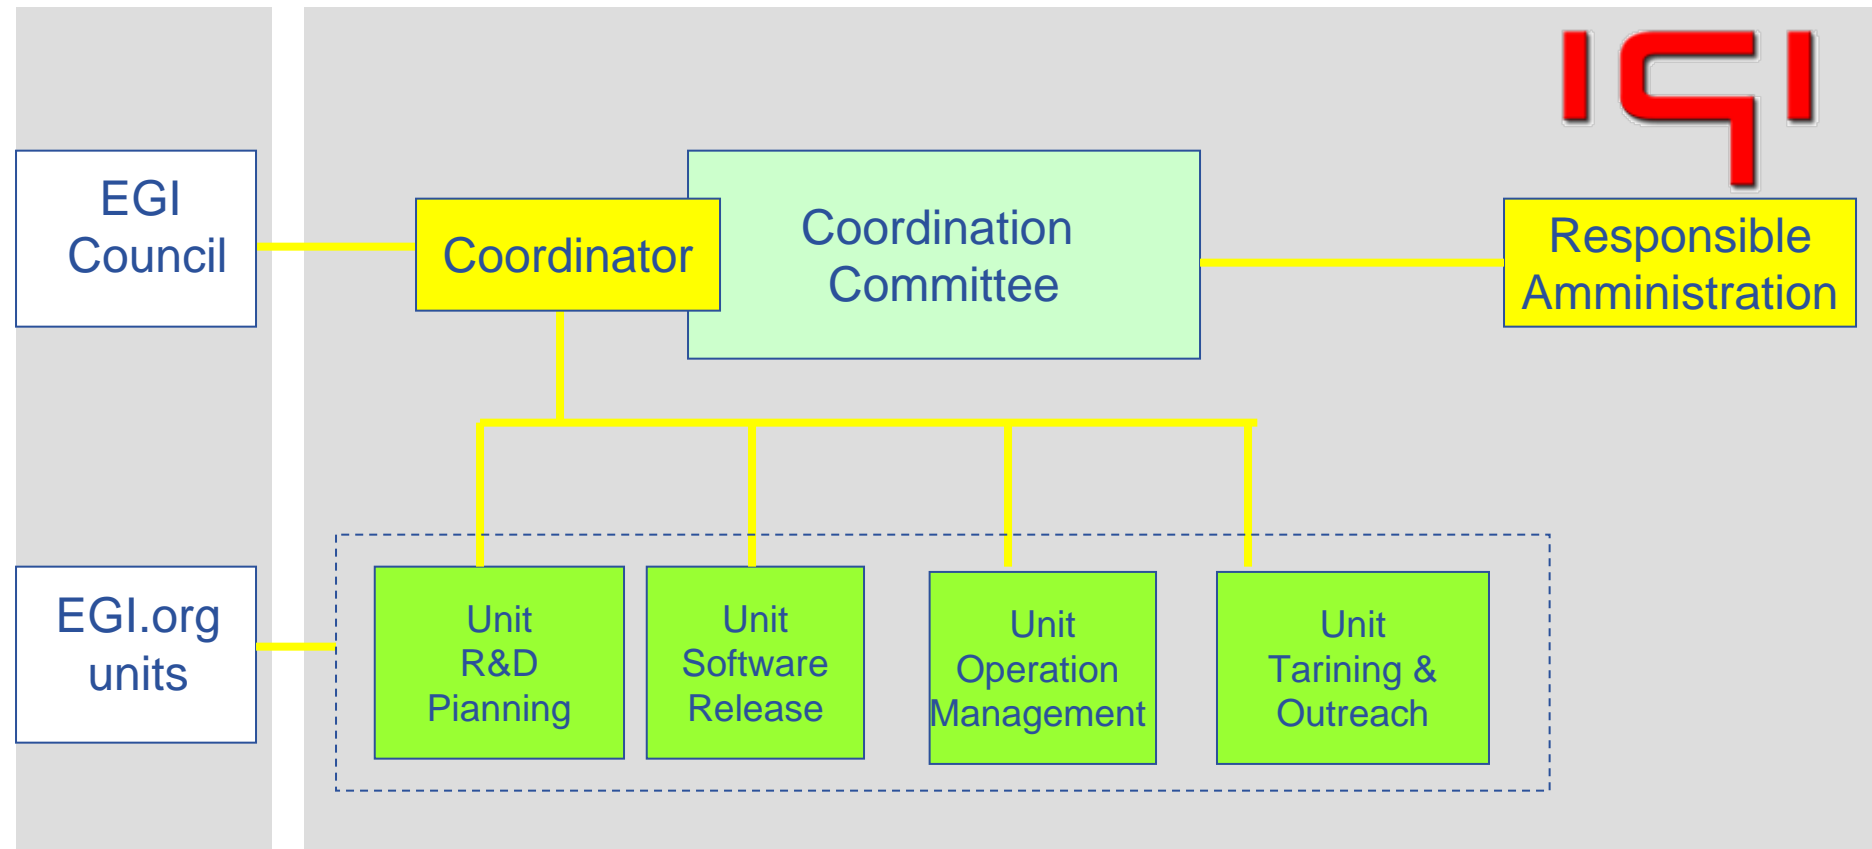 IGI
EGI
Council
Coordinator
Coordination
Committee
Responsible
Amministration
EGI.org
units
Unit
R&D
Pianning
Unit
Software
Release
Unit
Operation
Management
Unit
Tarining &
Outreach